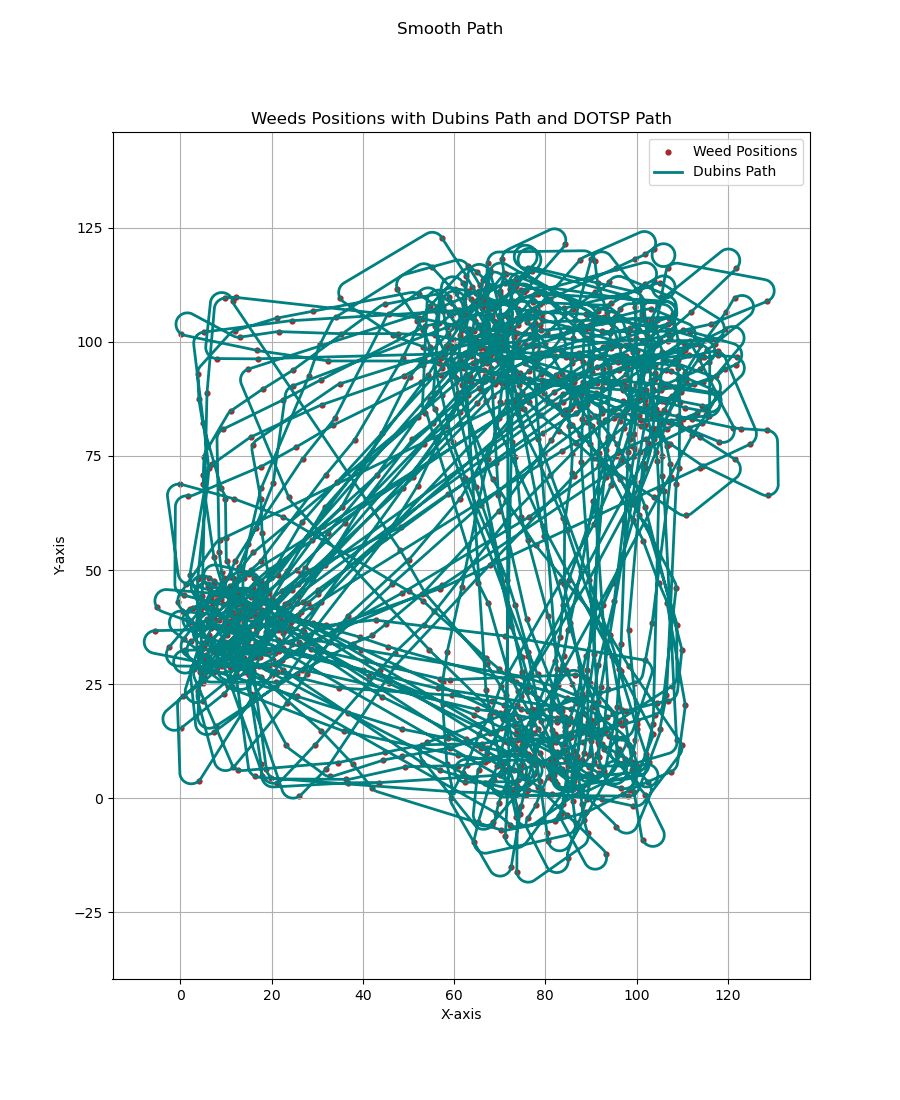 Smooth Path
Weeds Positions with Dubins Path and DOTSP Path
Weed Positions
Dubins Path
125
100
75
50
25
0
−25
Y-axis
0 20 40 60 80 100 120
X-axis